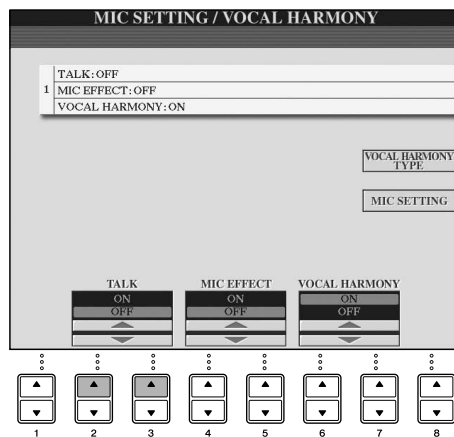 MIC SETTING / VOCAL HARMONY
TALK: OFF
1 MIC EFFECT: OFF
VOCAL HARMONY: ON
VOCAL HARMONY
TYPE
MIC SETTING
TALK MIC EFFECT VOCAL HARMONY
ON ON ON
OFF OFF OFF
1 2 3 4 5 6 7 8